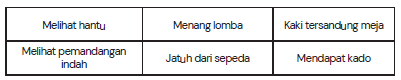 Melihat hantu
Menang lomba
Kaki tersandung meja
Melihat pemandangan
indah
Jatuh dari sepeda
Mendapat kado